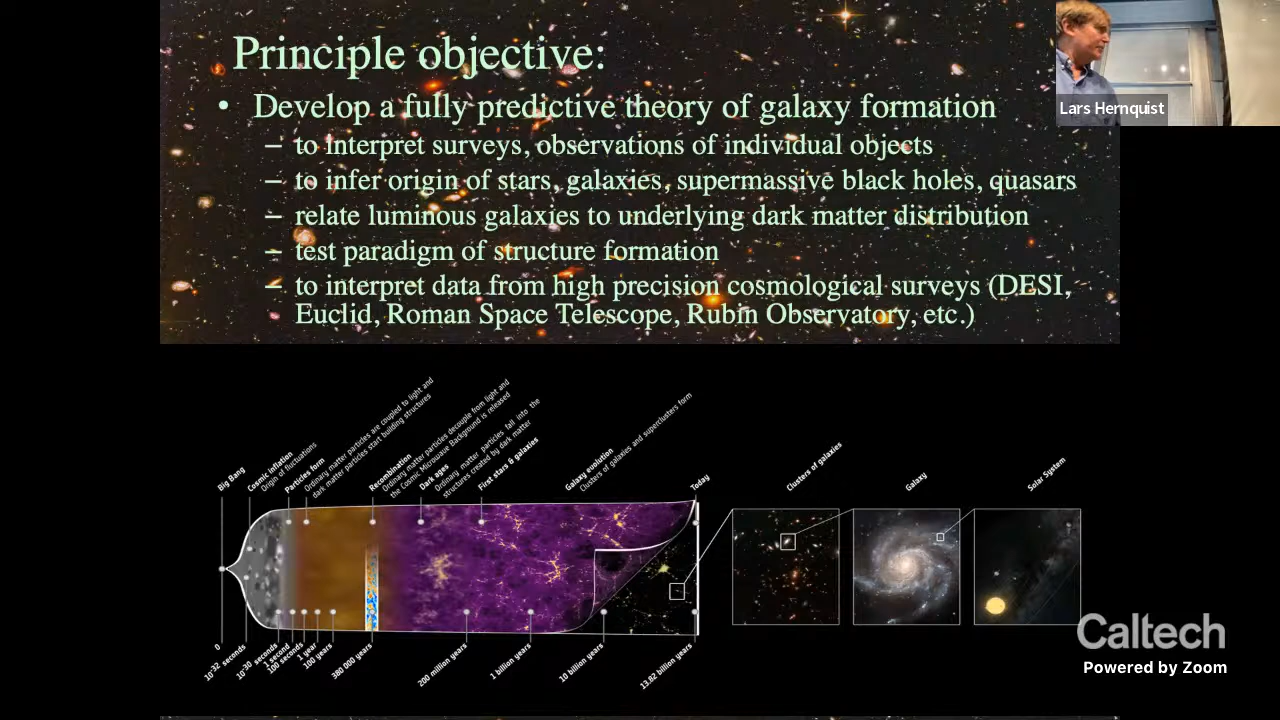 Principle objective:
• Develop a fully predictive theory of galaxy formation
– to interpret surveys, observations of individual objects
– to infer origin of stars, galaxies, supermassive black holes, quasars
– relate luminous galaxies to underlying dark matter distribution
– test paradigm of structure formation
– to interpret data from high precision cosmological surveys (DESI,
Euclid, Roman Space Telescope, Rubin Observatory, etc.)
Lars Hernquist
Big Bang
Cosmic inflation
Origin of fluctuations
Particles form
Ordinary matter particles are coupled to light and
dark matter particles start building structures
Recombination
Ordinary matter particles decouple from light and
the Cosmic Microwave Background is released
Dark ages
Ordinary matter particles fall into the
structures created by dark matter
First stars & galaxies
Galaxy evolution
Clusters of galaxies and superclusters form
Today
Clusters of galaxies
Galaxy
Solar System
0
10⁻³² seconds
10⁻³⁰ seconds
1 second
100 seconds
1 year
100 years
380 000 years
200 million years
1 billion years
10 billion years
13.82 billion years
Caltech
Powered by Zoom